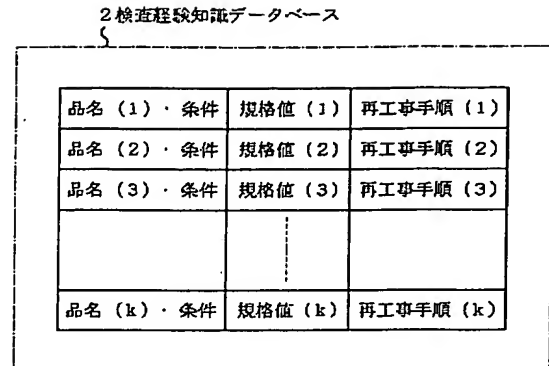 2検査経験知識データベース
品名 (1)・条件 規格値 (1) 再工事手順 (1)
品名 (2)・条件 規格値 (2) 再工事手順 (2)
品名 (3)・条件 規格値 (3) 再工事手順 (3)
品名 (k)・条件 規格値 (k) 再工事手順 (k)